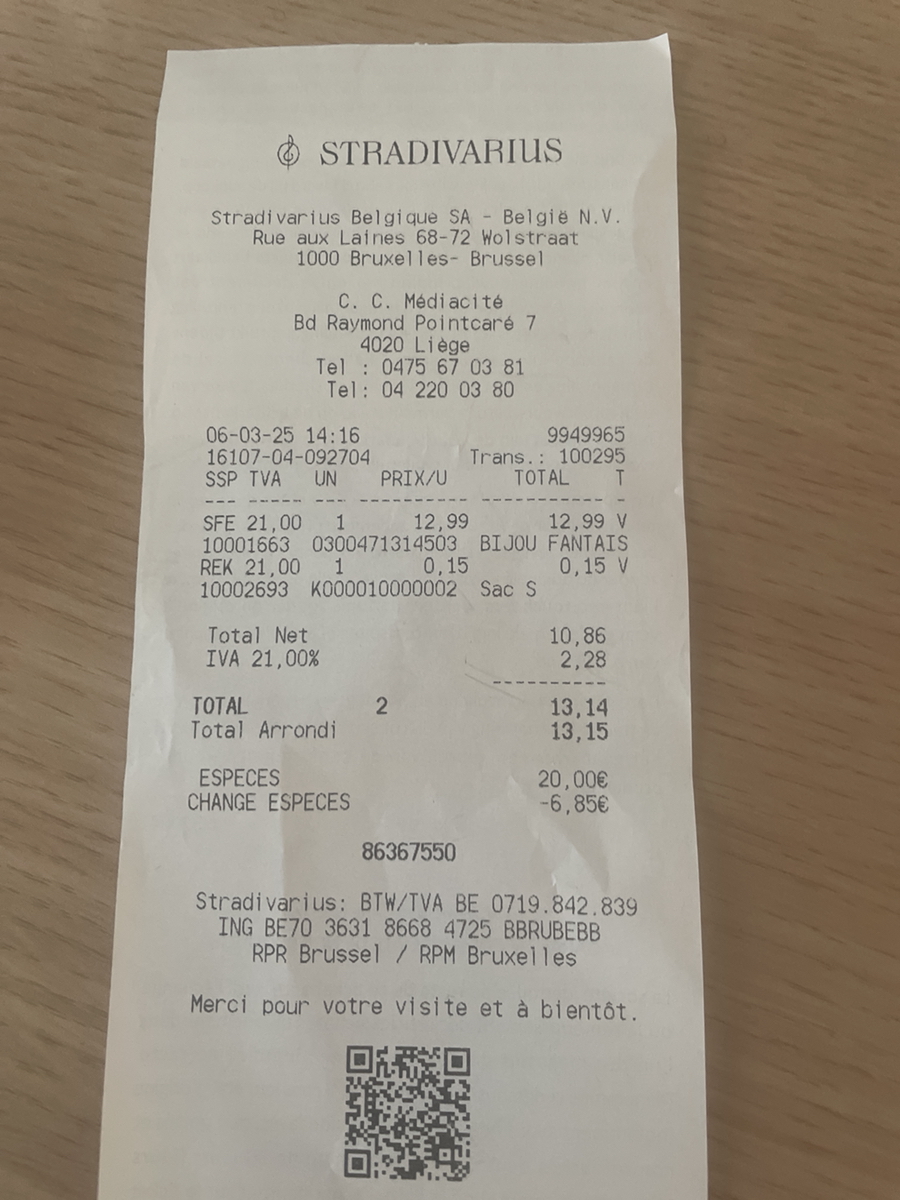 STRADIVARIUS
Stradivarius Belgique SA - België N.V.
Rue aux Laines 68-72 Wolstraat
1000 Bruxelles- Brussel
C. C. Médiacité
Bd Raymond Pointcaré 7
4020 Liège
Tel : 0475 67 03 81
Tel: 04 220 03 80
06-03-25 14:16 9949965
16107-04-092704 Trans.: 100295
SSP TVA UN PRIX/U TOTAL T
--- ----- --- ---------- ----------- -
SFE 21,00 1 12,99 12,99 V
10001663 0300471314503 BIJOU FANTAIS
REK 21,00 1 0,15 0,15 V
10002693 K000010000002 Sac S
Total Net 10,86
IVA 21,00% 2,28
----------
TOTAL 2 13,14
Total Arrondi 13,15
ESPECES 20,00€
CHANGE ESPECES -6,85€
86367550
Stradivarius: BTW/TVA BE 0719.842.839
ING BE70 3631 8668 4725 BBRUBEBB
RPR Brussel / RPM Bruxelles
Merci pour votre visite et à bientôt.